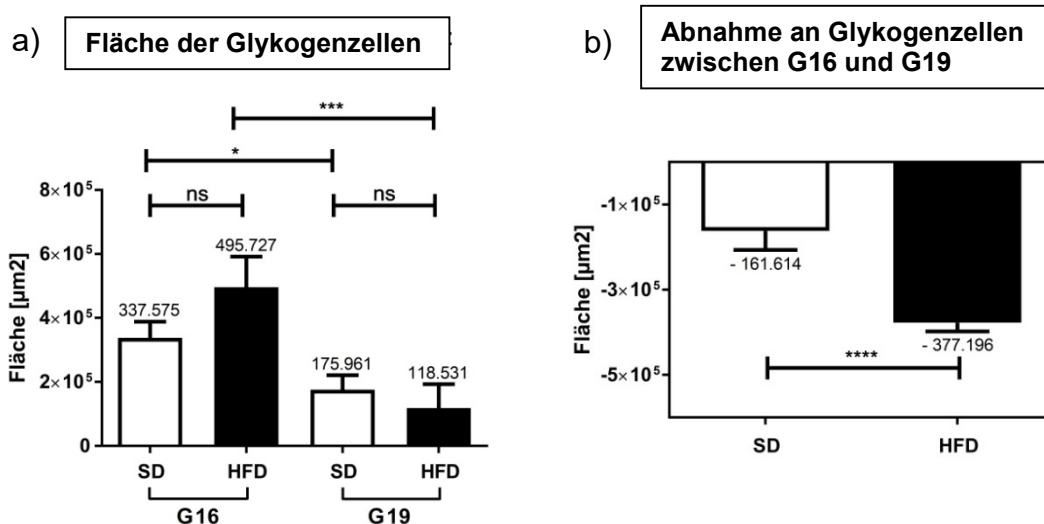 a)
Fläche der Glykogenzellen
***
*
ns
ns
8×10⁵
6×10⁵
4×10⁵
2×10⁵
0
Fläche [µm2]
337.575
495.727
175.961
118.531
SD
HFD
SD
HFD
G16
G19
b)
Abnahme an Glykogenzellen
zwischen G16 und G19
-1×10⁵
-3×10⁵
-5×10⁵
Fläche [µm2]
- 161.614
- 377.196
****
SD
HFD